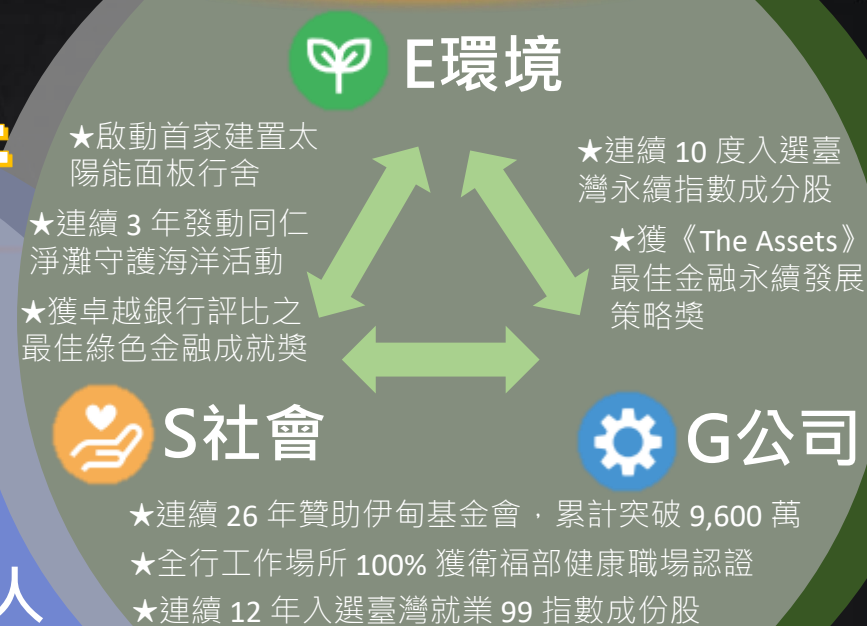 E環境
★啟動首家建置太
陽能面板行舍
★連續 3 年發動同仁
淨灘守護海洋活動
★獲卓越銀行評比之
最佳綠色金融成就獎
★連續 10 度入選臺
灣永續指數成分股
★獲《The Assets》
最佳金融永續發展
策略獎
S社會
G公司
★連續 26 年贊助伊甸基金會，累計突破 9,600 萬
★全行工作場所 100% 獲衛福部健康職場認證
★連續 12 年入選臺灣就業 99 指數成份股
人